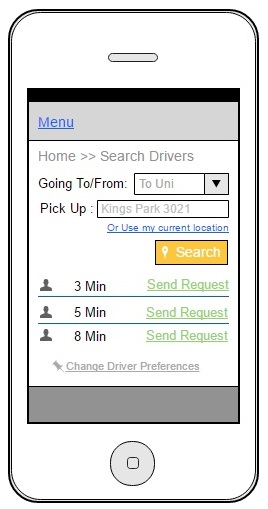 Menu
Home >> Search Drivers
Going To/From: To Uni
Pick Up : Kings Park 3021
Or Use my current location
Search
3 Min Send Request
5 Min Send Request
8 Min Send Request
Change Driver Preferences